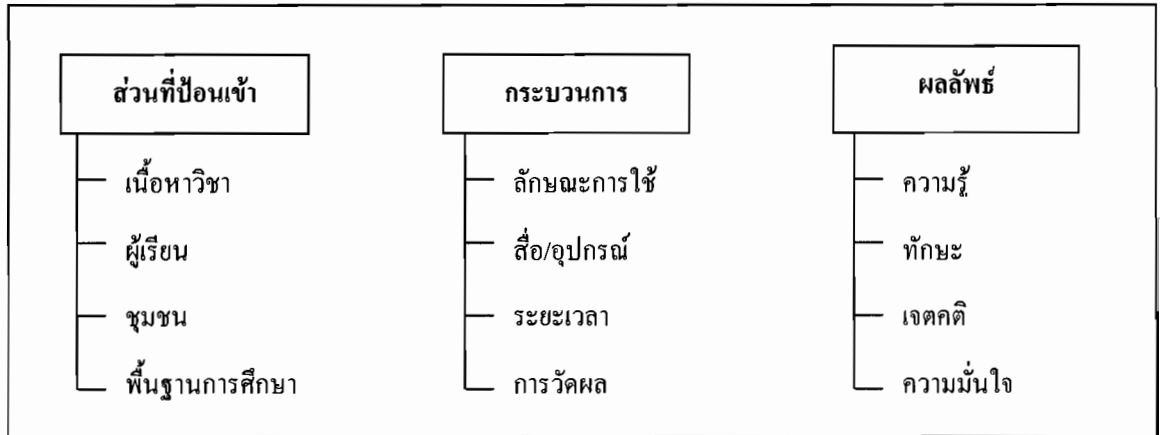 ส่วนที่ป้อนเข้า
เนื้อหาวิชา
ผู้เรียน
ชุมชน
พื้นฐานการศึกษา
กระบวนการ
ลักษณะการใช้
สื่อ/อุปกรณ์
ระยะเวลา
การวัดผล
ผลลัพธ์
ความรู้
ทักษะ
เจตคติ
ความมั่นใจ